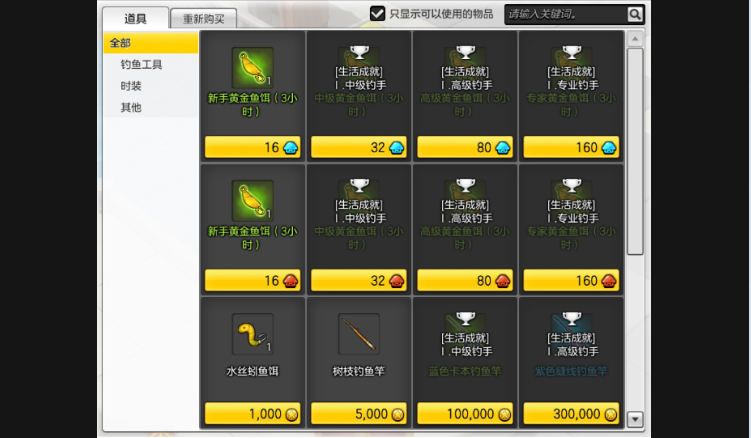 道具
重新购买
只显示可以使用的物品
请输入关键词。
全部
钓鱼工具
时装
其他
1
新手黄金鱼饵（3小
时）
16
[生活成就]
Ⅰ.中级钓手
中级黄金鱼饵（3小
时）
32
[生活成就]
Ⅰ.高级钓手
高级黄金鱼饵（3小
时）
80
[生活成就]
Ⅰ.专业钓手
专家黄金鱼饵（3小
时）
160
1
新手黄金鱼饵（3小
时）
16
[生活成就]
Ⅰ.中级钓手
中级黄金鱼饵（3小
时）
32
[生活成就]
Ⅰ.高级钓手
高级黄金鱼饵（3小
时）
80
[生活成就]
Ⅰ.专业钓手
专家黄金鱼饵（3小
时）
160
1
水丝蚓鱼饵
1,000
树枝钓鱼竿
5,000
[生活成就]
Ⅰ.中级钓手
蓝色卡本钓鱼竿
100,000
[生活成就]
Ⅰ.高级钓手
紫色缝线钓鱼竿
300,000